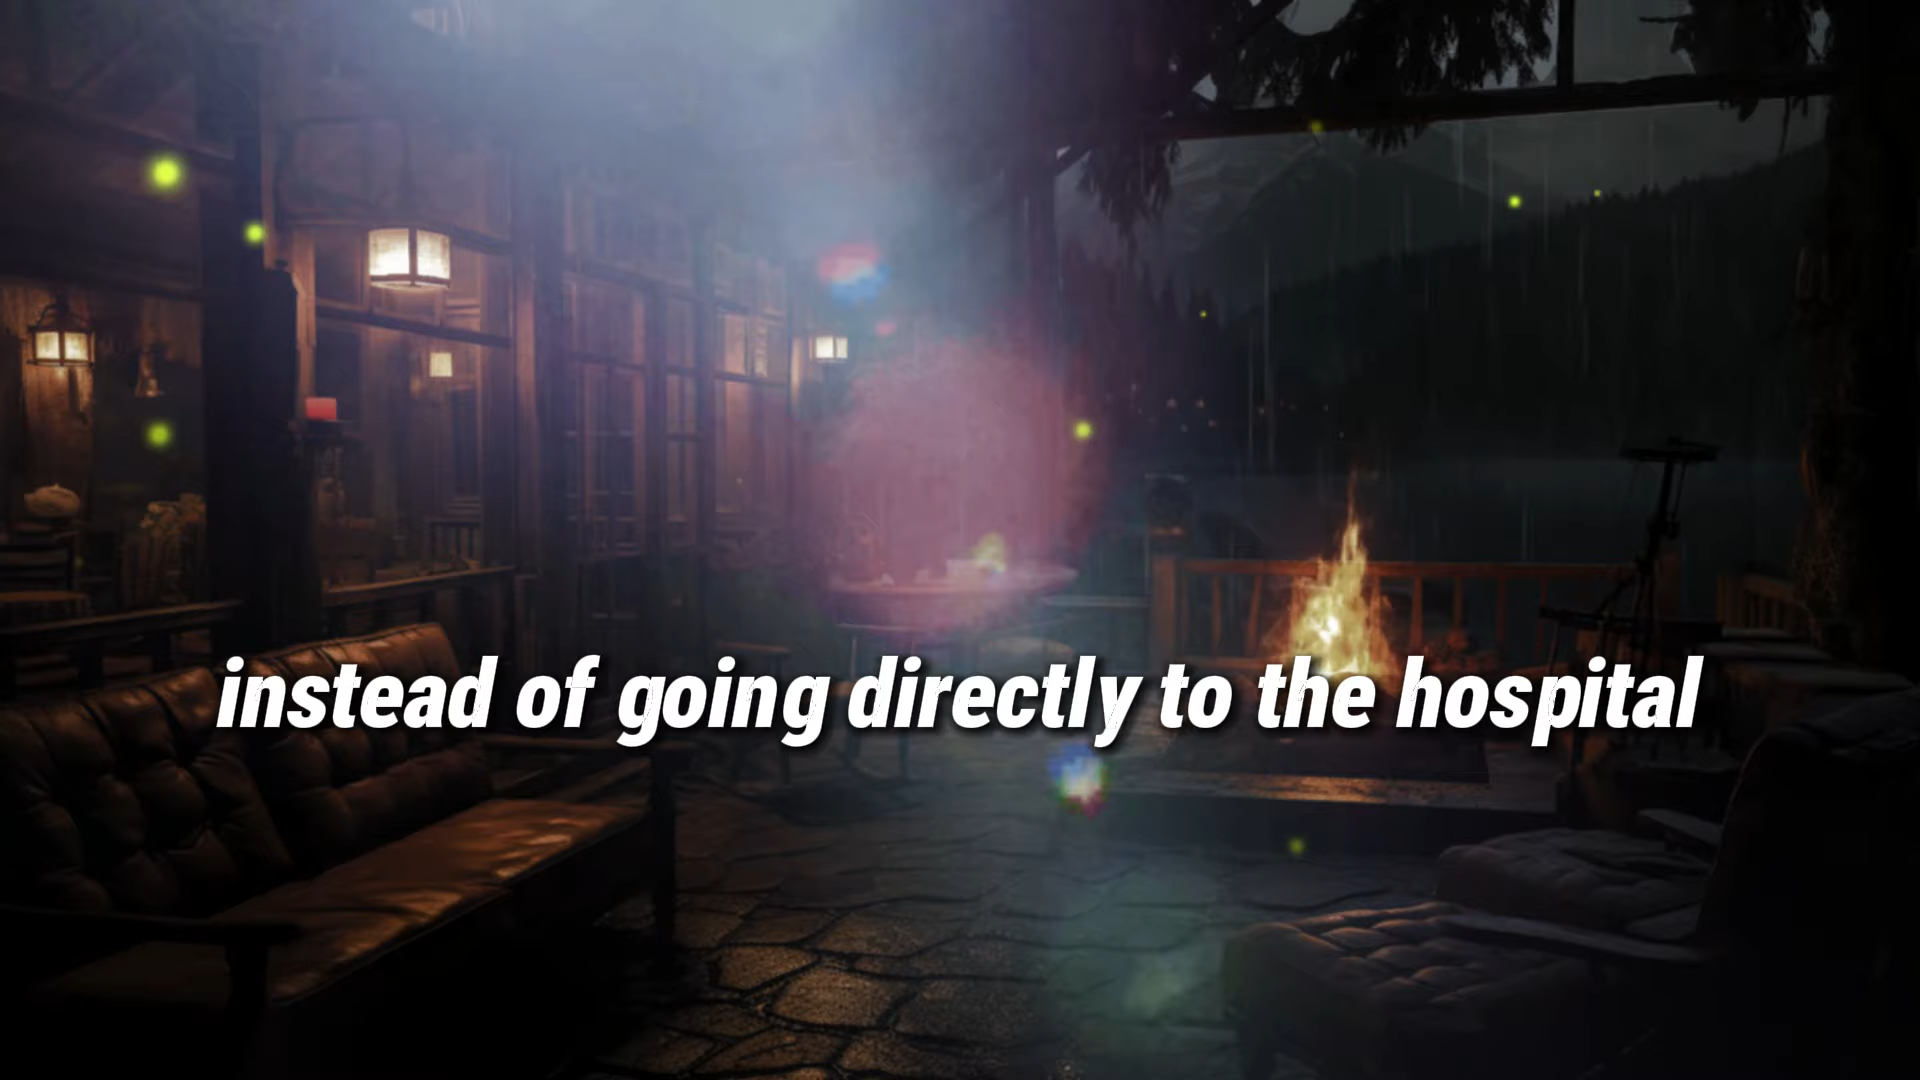 instead of going directly to the hospital